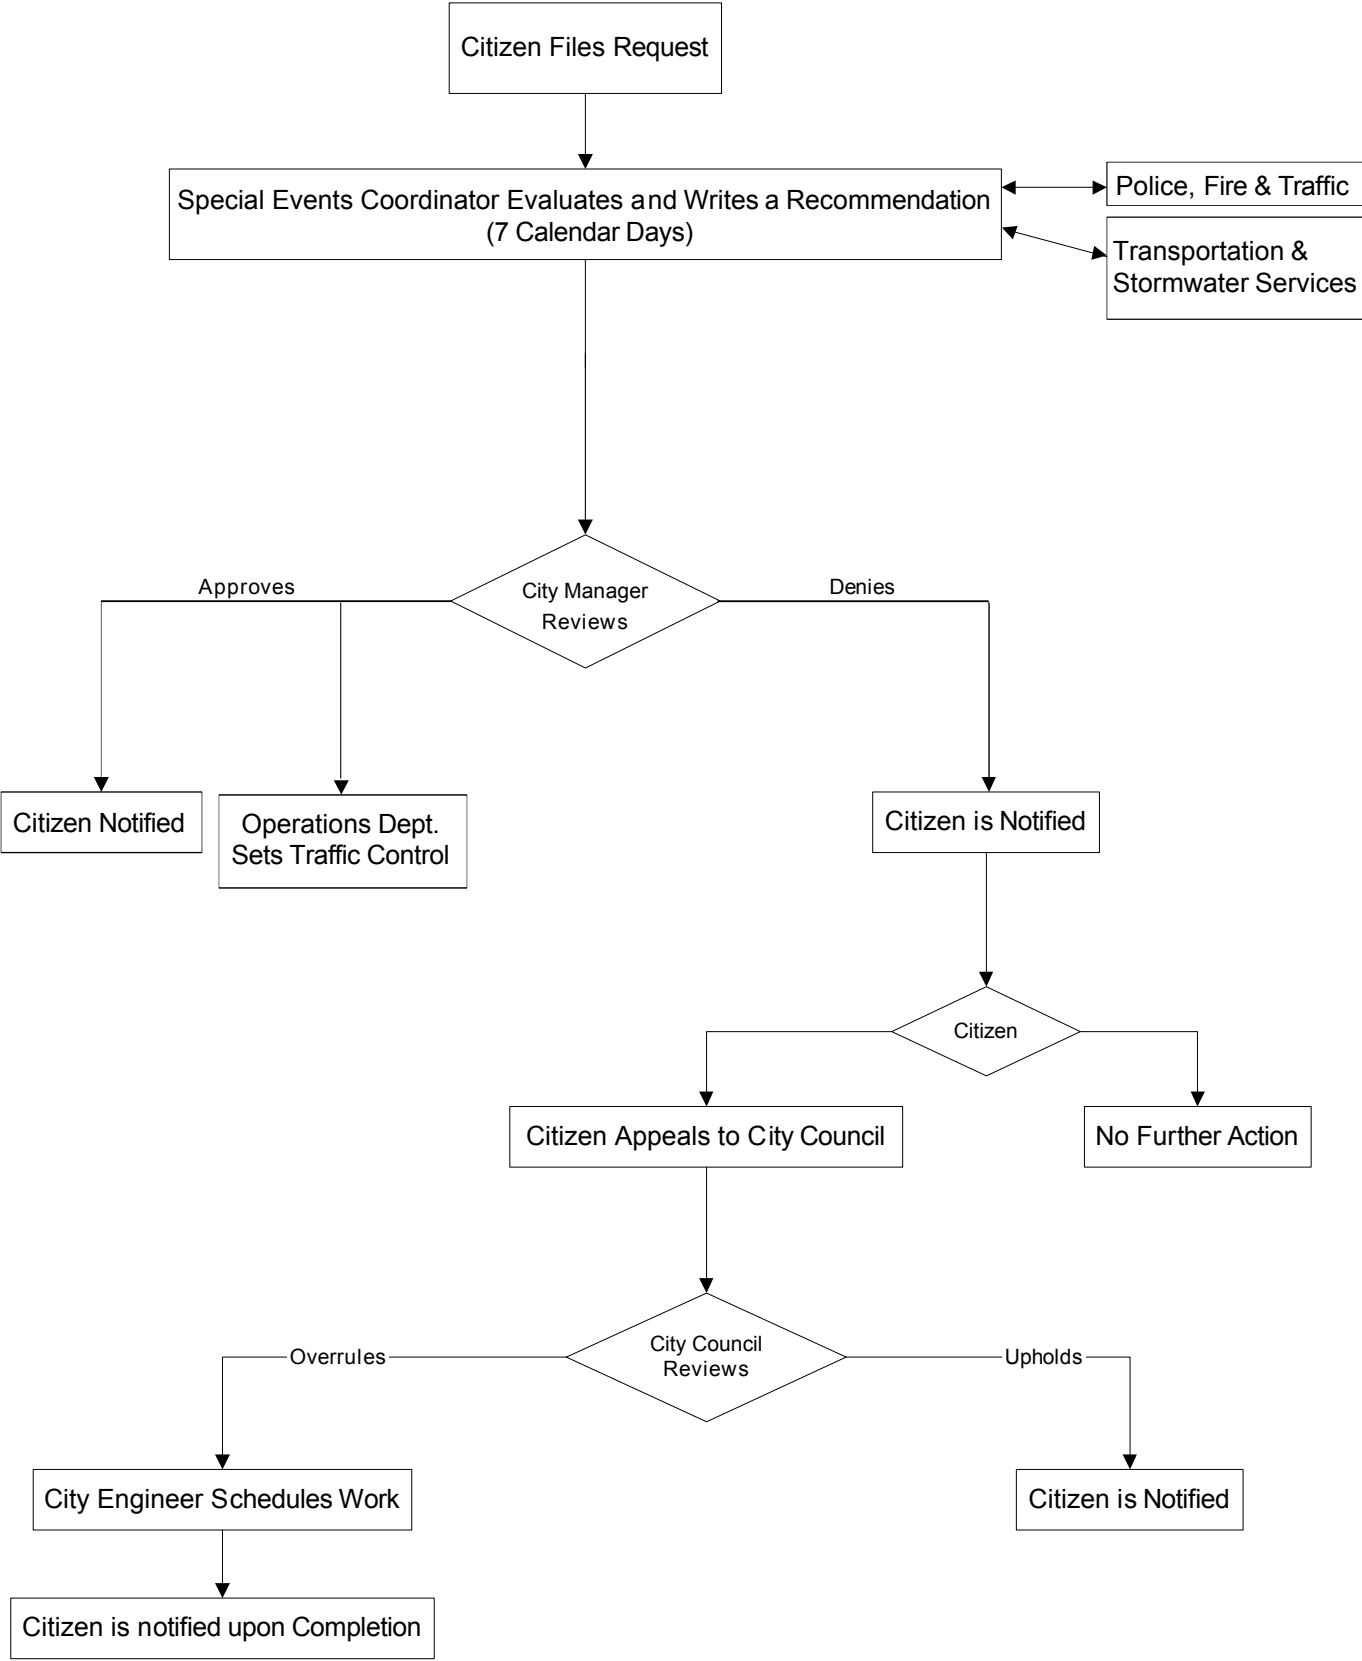 Citizen Files Request
Special Events Coordinator Evaluates and Writes a Recommendation
(7 Calendar Days)
Police, Fire & Traffic
Transportation &
Stormwater Services
Approves
City Manager
Reviews
Denies
Citizen Notified
Operations Dept.
Sets Traffic Control
Citizen is Notified
Citizen
Citizen Appeals to City Council
No Further Action
Overrules
City Council
Reviews
Upholds
City Engineer Schedules Work
Citizen is Notified
Citizen is notified upon Completion